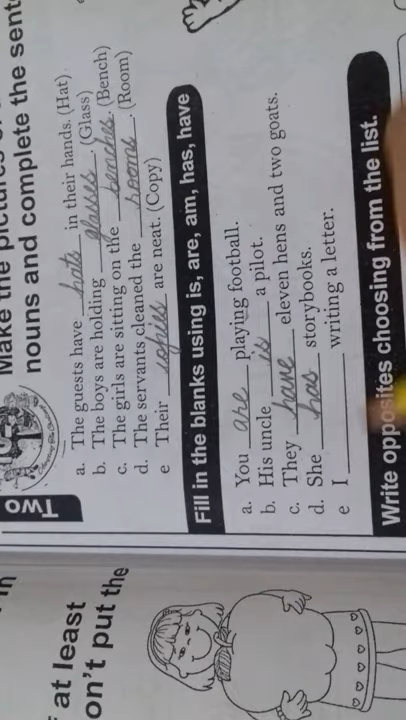 Two
nouns and complete the sent
a. The guests have hats in their hands. (Hat)
b. The boys are holding glasses. (Glass)
c. The girls are sitting on the benches. (Bench)
d. The servants cleaned the rooms. (Room)
e Their copies are neat. (Copy)
Fill in the blanks using is, are, am, has, have
a. You are playing football.
b. His uncle is a pilot.
c. They have eleven hens and two goats.
d. She has storybooks.
e I ______ writing a letter.
Write opposites choosing from the list.
at least
on't put the